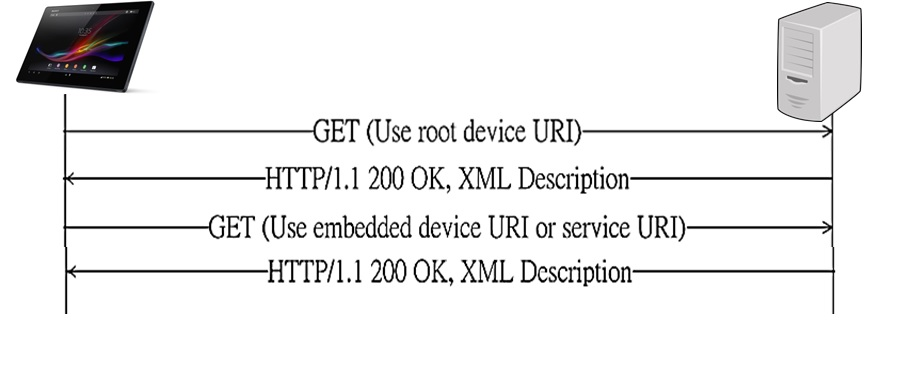 GET (Use root device URI)
HTTP/1.1 200 OK, XML Description
GET (Use embedded device URI or service URI)
HTTP/1.1 200 OK, XML Description